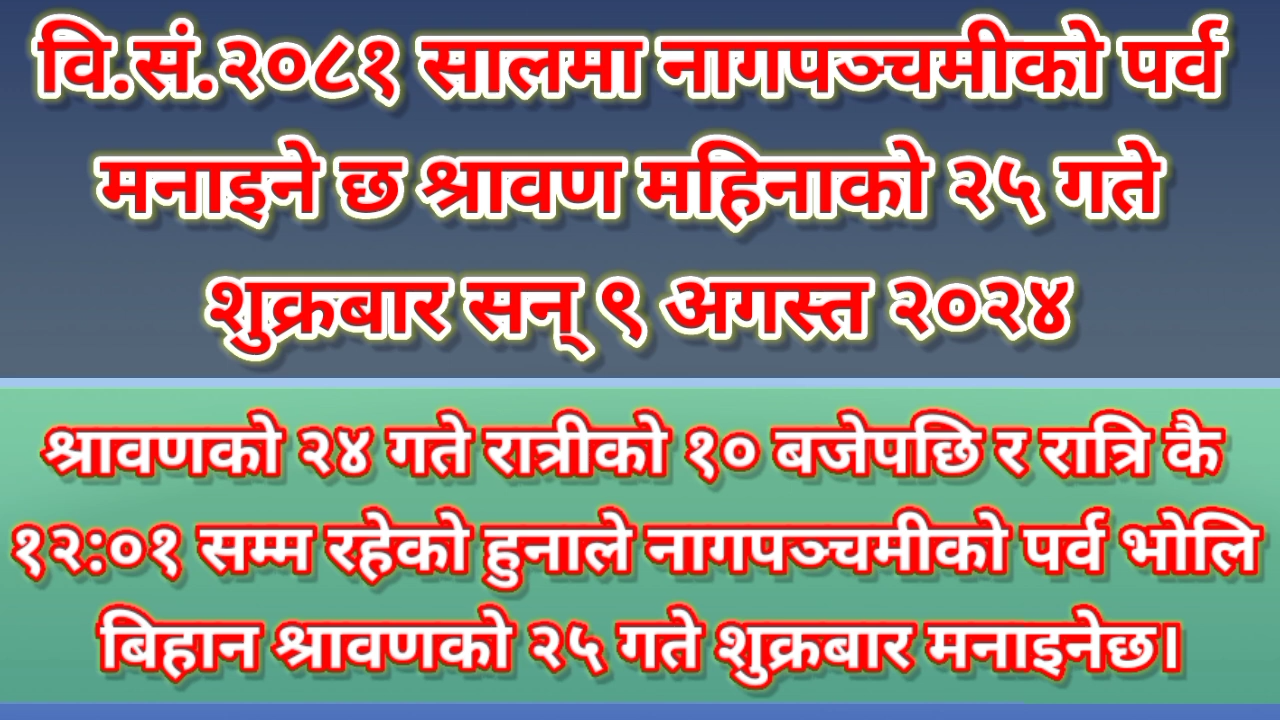 वि.सं.२०८१ सालमा नागपञ्चमीको पर्व
मनाइने छ श्रावण महिनाको २५ गते
शुक्रबार सन् ९ अगस्त २०२४
श्रावणको २४ गते रात्रीको १० बजेपछि र रात्रि कै
१२:०१ सम्म रहेको हुनाले नागपञ्चमीको पर्व भोलि
बिहान श्रावणको २५ गते शुक्रबार मनाइनेछ।